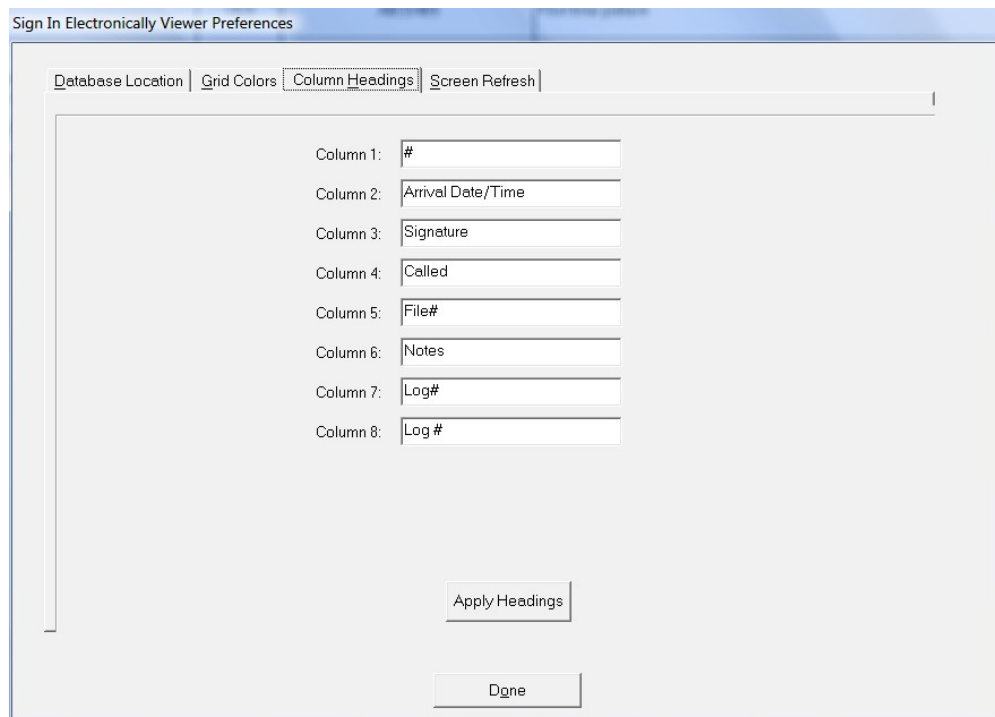 Sign In Electronically Viewer Preferences
Database Location Grid Colors Column Headings Screen Refresh
Column 1: #
Column 2: Arrival Date/Time
Column 3: Signature
Column 4: Called
Column 5: File#
Column 6: Notes
Column 7: Log#
Column 8: Log #
Apply Headings
Done